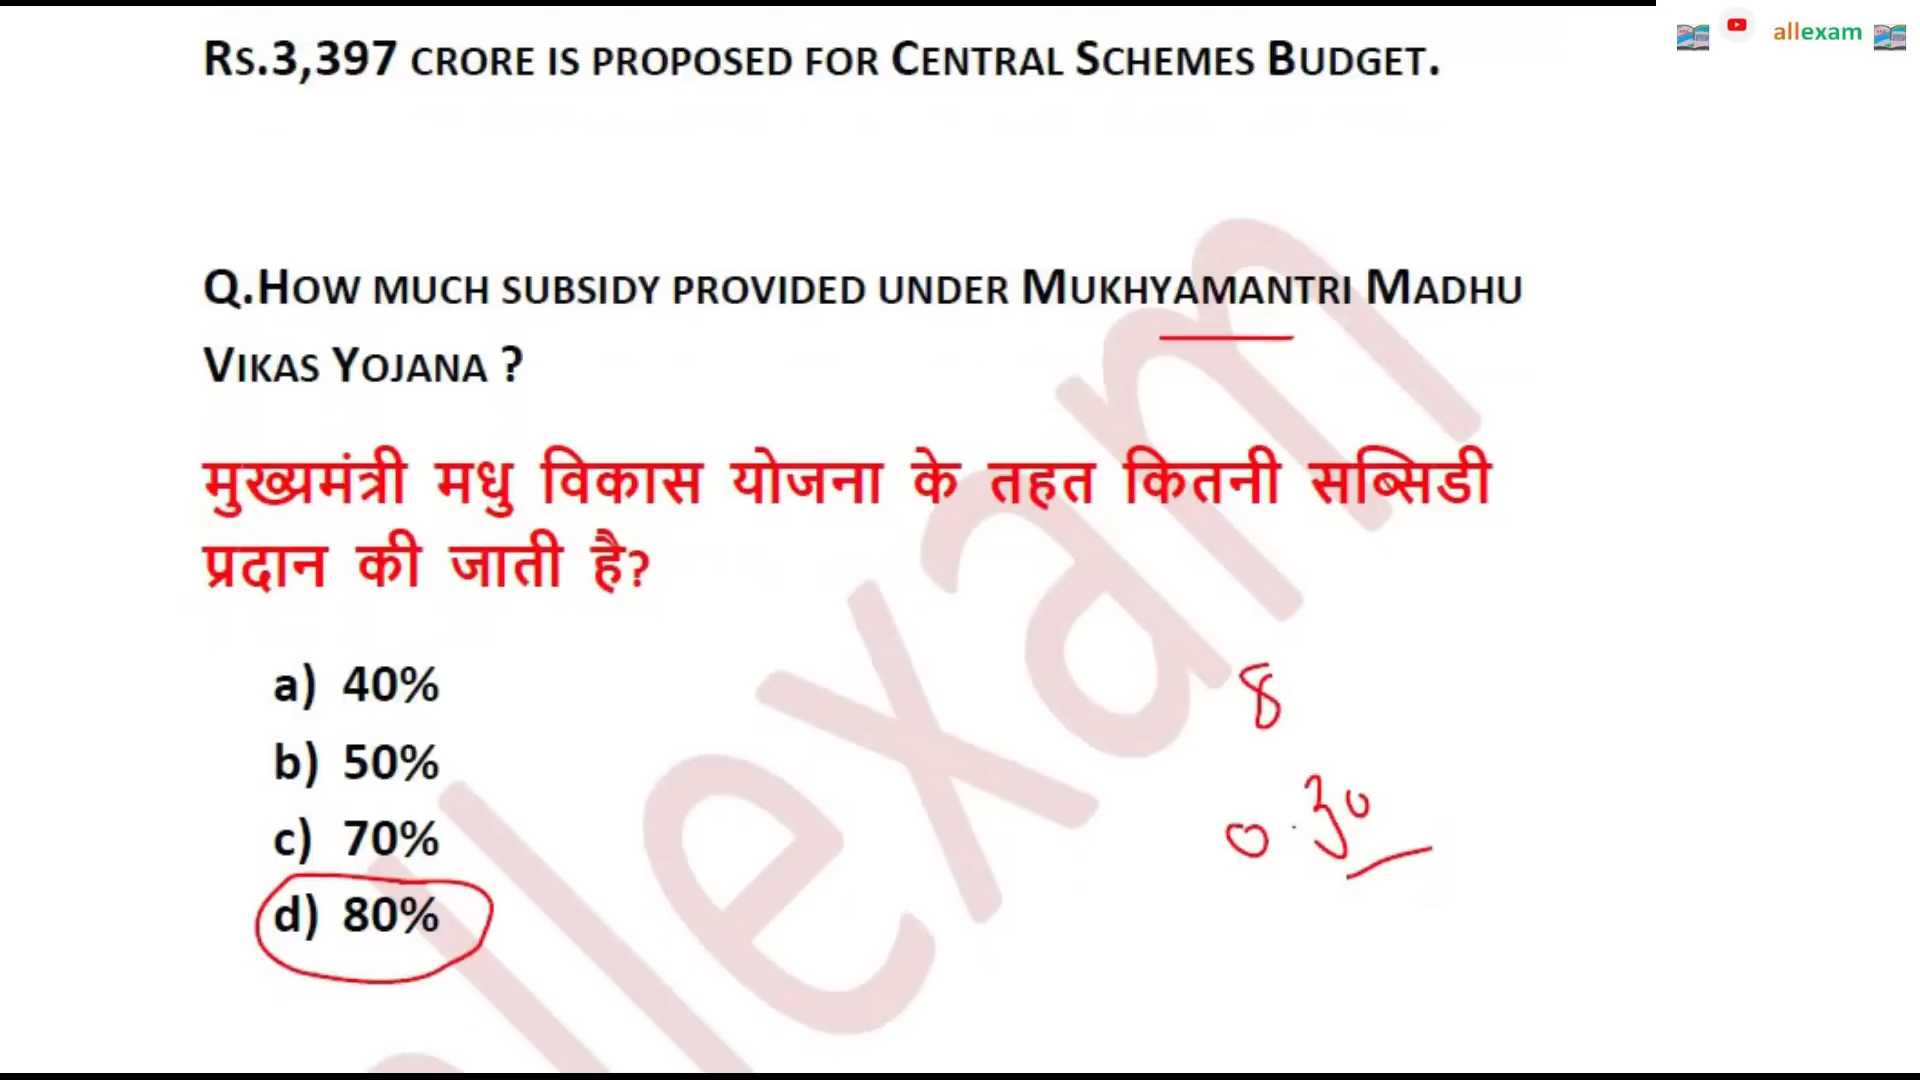 allexam
Rs.3,397 crore is proposed for Central Schemes Budget.
Q.How much subsidy provided under Mukhyamantri Madhu
Vikas Yojana ?
मुख्यमंत्री मधु विकास योजना के तहत कितनी सब्सिडी
प्रदान की जाती है?
a) 40%
b) 50%
c) 70%
d) 80%
8
0.30
allexam